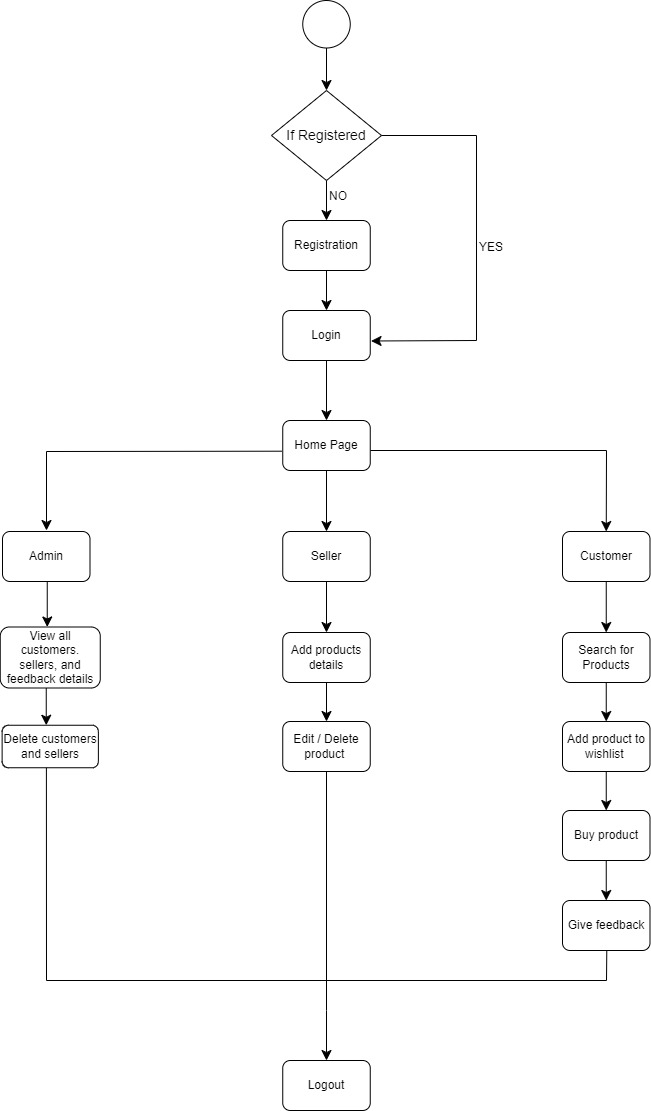 If Registered
NO
Registration
YES
Login
Home Page
Admin
Seller
Customer
View all
customers.
sellers, and
feedback details
Add products
details
Search for
Products
Delete customers
and sellers
Edit / Delete
product
Add product to
wishlist
Buy product
Give feedback
Logout